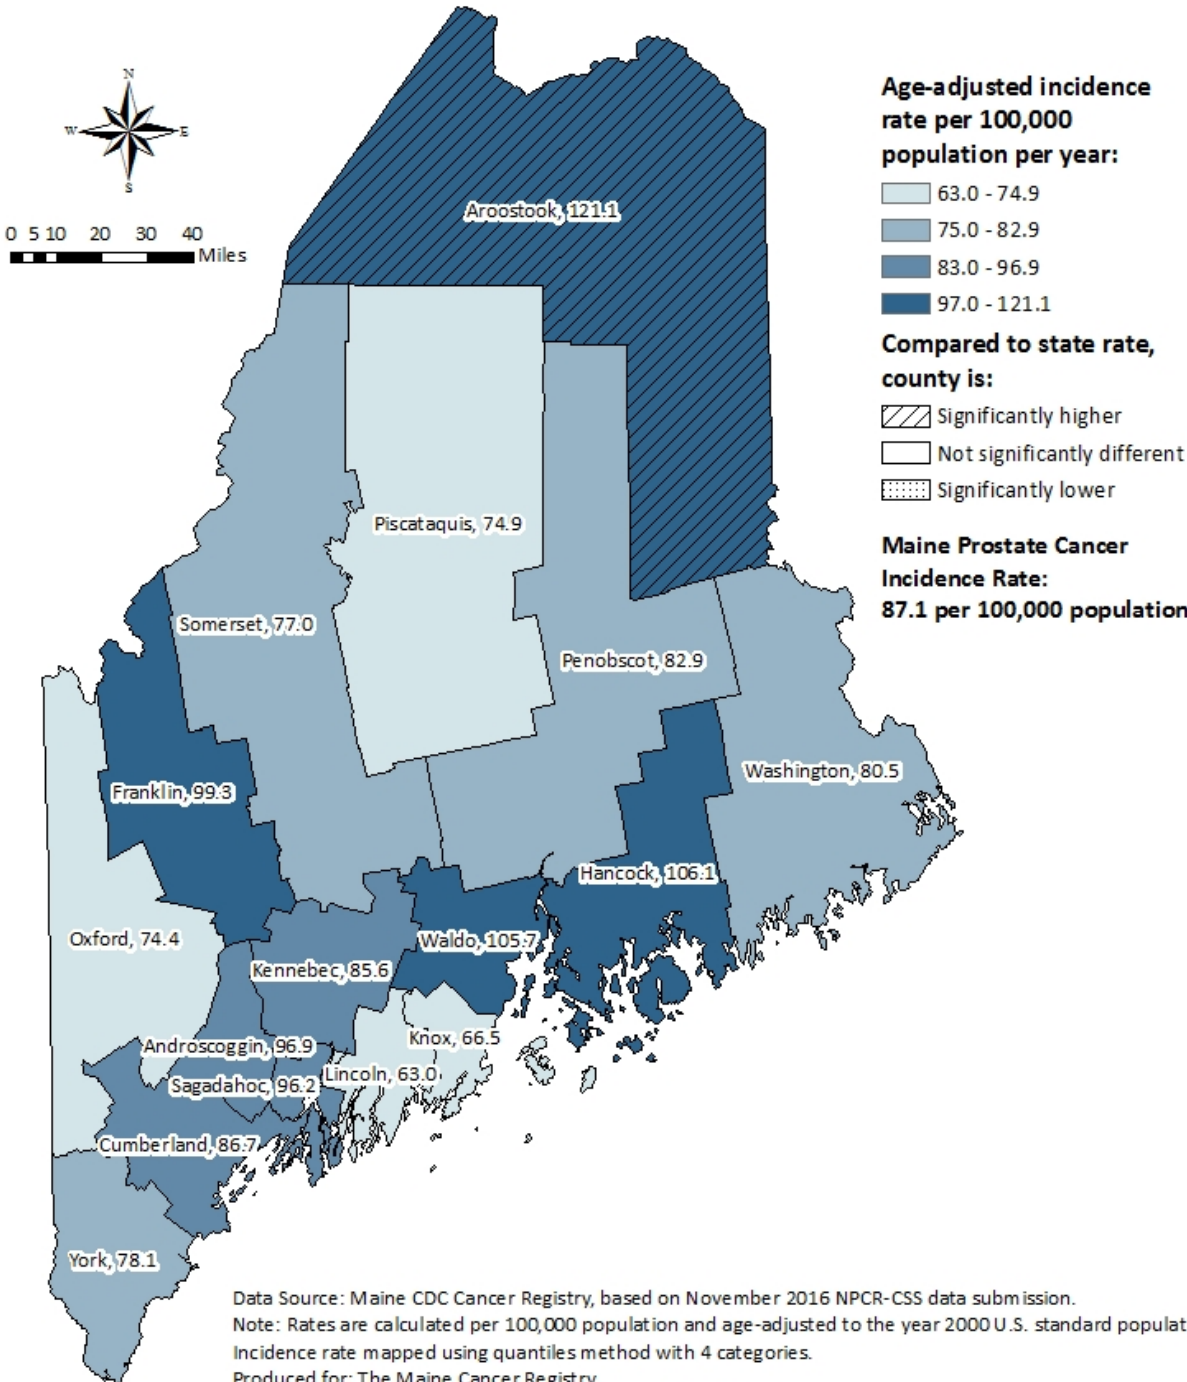 N
W E
S
0 5 10 20 30 40
Miles
Age-adjusted incidence
rate per 100,000
population per year:
63.0 - 74.9
75.0 - 82.9
83.0 - 96.9
97.0 - 121.1
Compared to state rate,
county is:
Significantly higher
Not significantly different
Significantly lower
Maine Prostate Cancer
Incidence Rate:
87.1 per 100,000 population
Aroostook, 121.1
Piscataquis, 74.9
Somerset, 77.0
Penobscot, 82.9
Washington, 80.5
Franklin, 99.3
Hancock, 106.1
Oxford, 74.4
Waldo, 105.7
Kennebec, 85.6
Knox, 66.5
Androscoggin, 96.9
Lincoln, 63.0
Sagadahoc, 96.2
Cumberland, 86.7
York, 78.1
Data Source: Maine CDC Cancer Registry, based on November 2016 NPCR-CSS data submission.
Note: Rates are calculated per 100,000 population and age-adjusted to the year 2000 U.S. standard populat
Incidence rate mapped using quantiles method with 4 categories.
Produced for: The Maine Cancer Registry